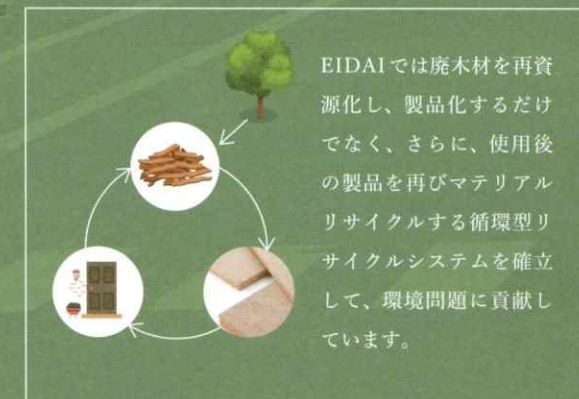 EIDAIでは廃木材を再資
源化し、製品化するだけ
でなく、さらに、使用後
の製品を再びマテリアル
リサイクルする循環型リ
サイクルシステムを確立
して、環境問題に貢献し
ています。